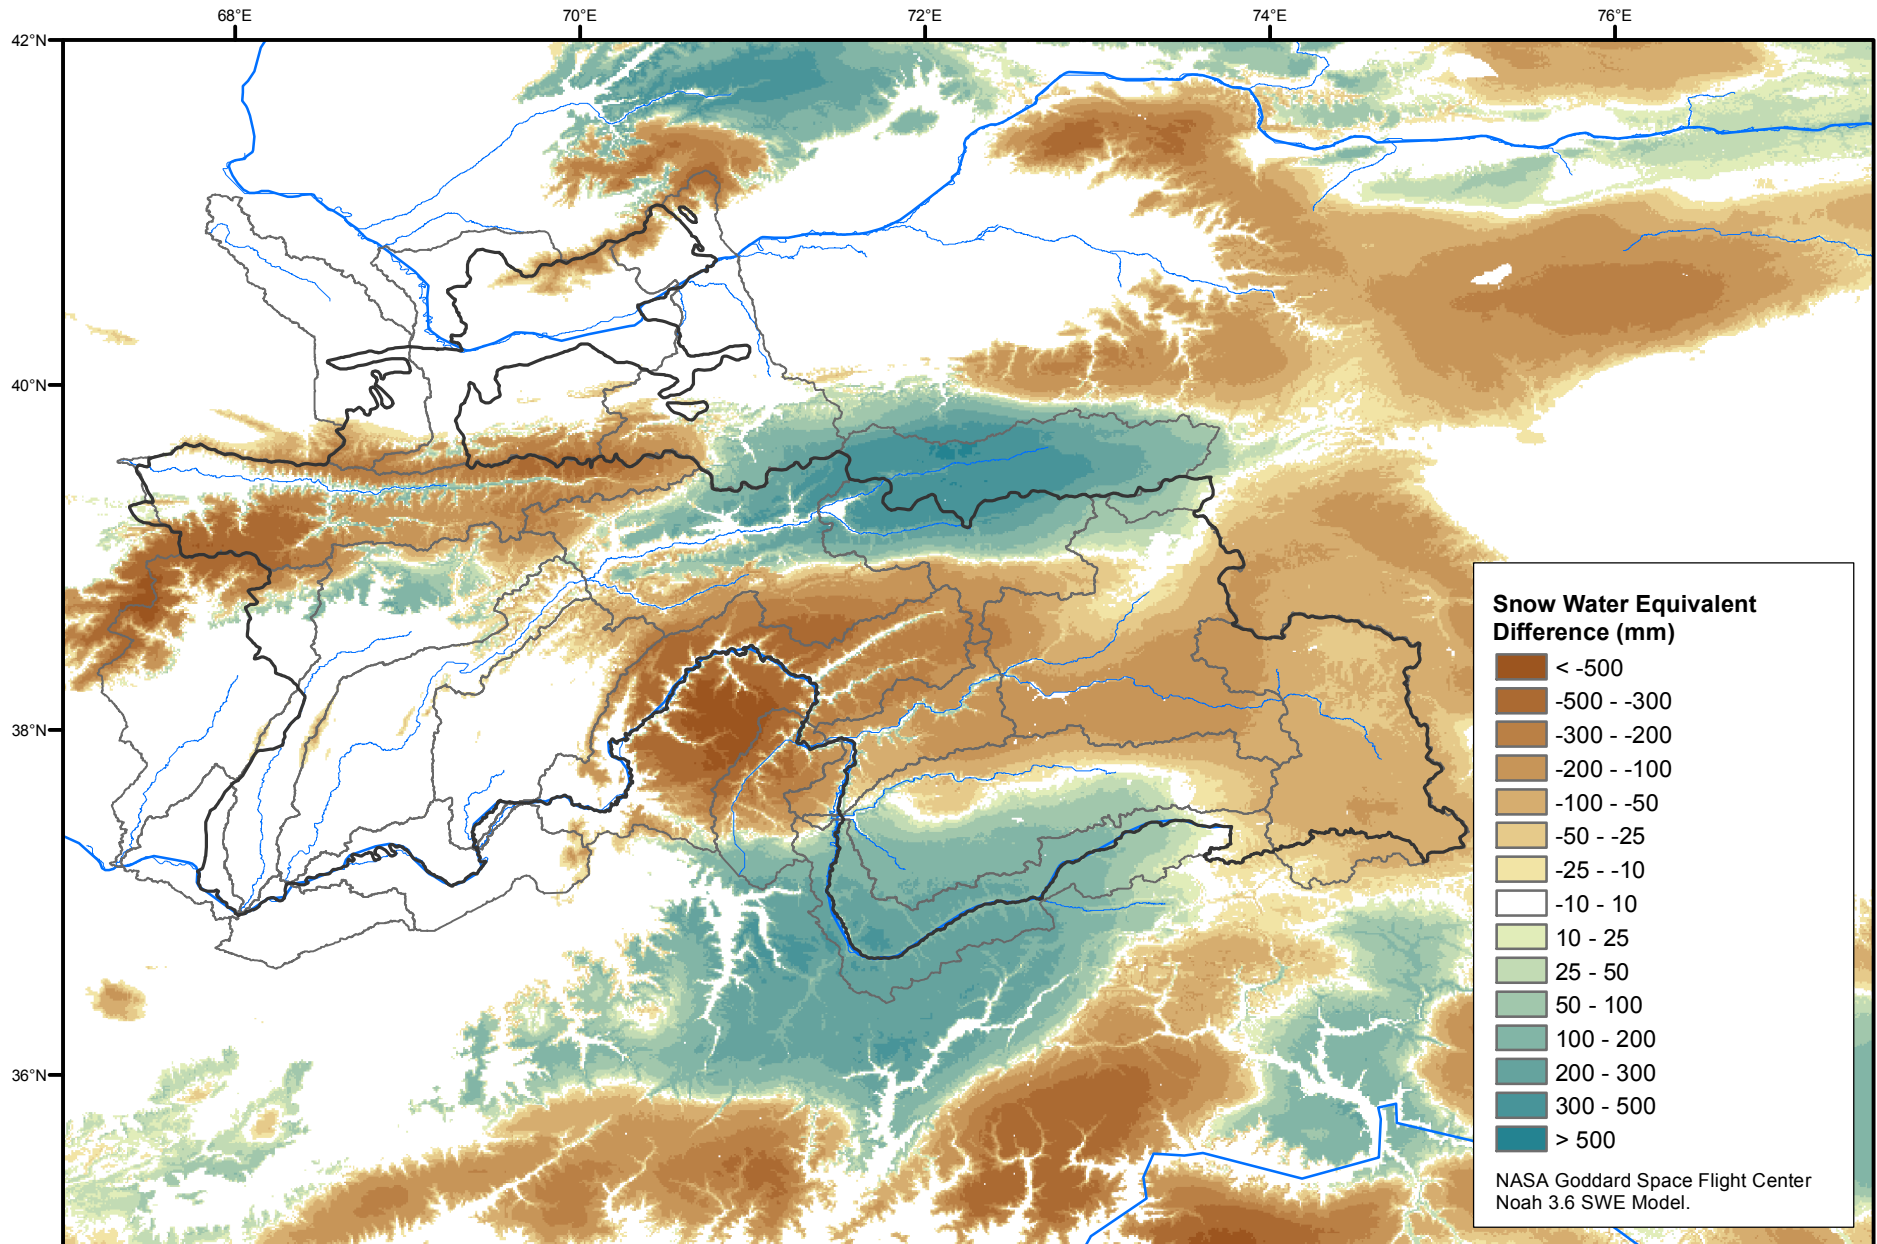 68°E 70°E 72°E 74°E 76°E
42°N
40°N
38°N
36°N
Snow Water Equivalent
Difference (mm)
< -500
-500 - -300
-300 - -200
-200 - -100
-100 - -50
-50 - -25
-25 - -10
-10 - 10
10 - 25
25 - 50
50 - 100
100 - 200
200 - 300
300 - 500
> 500
NASA Goddard Space Flight Center
Noah 3.6 SWE Model.